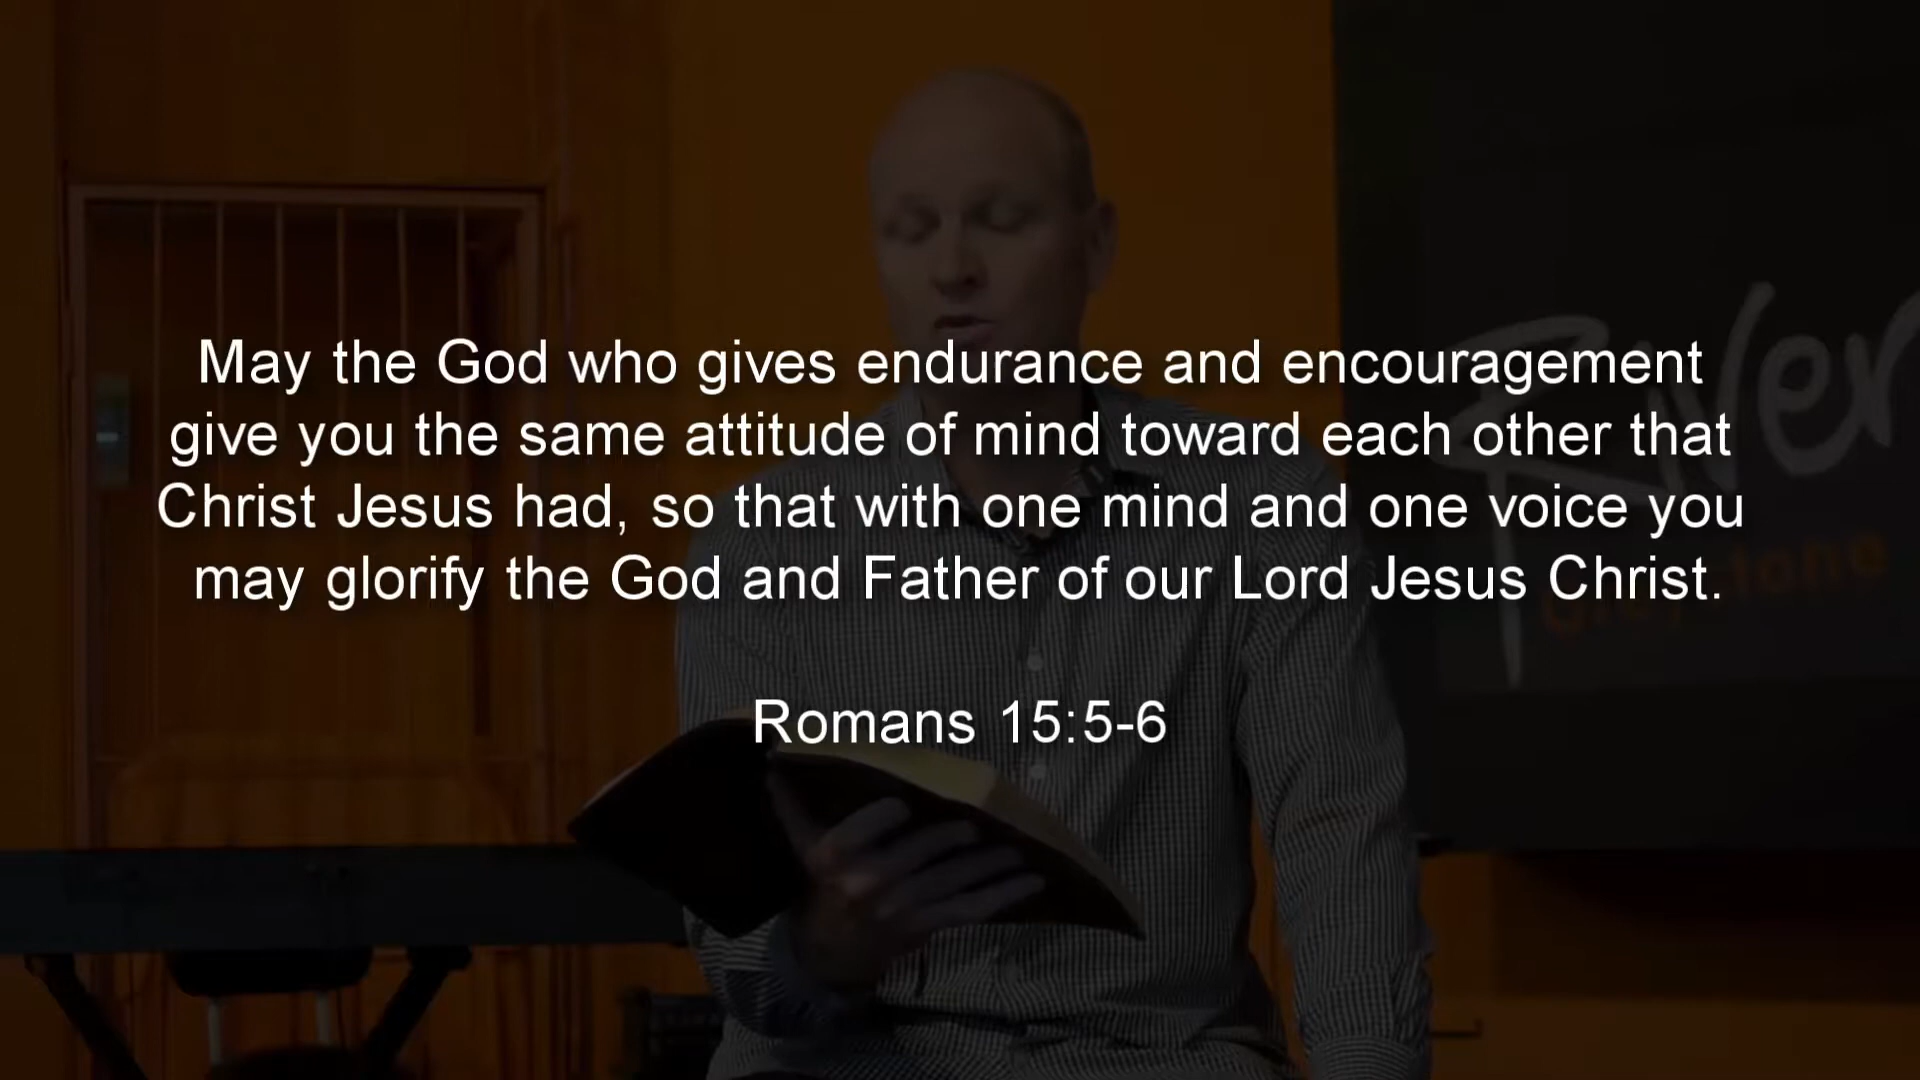 May the God who gives endurance and encouragement
give you the same attitude of mind toward each other that
Christ Jesus had, so that with one mind and one voice you
may glorify the God and Father of our Lord Jesus Christ.
Romans 15:5-6
River